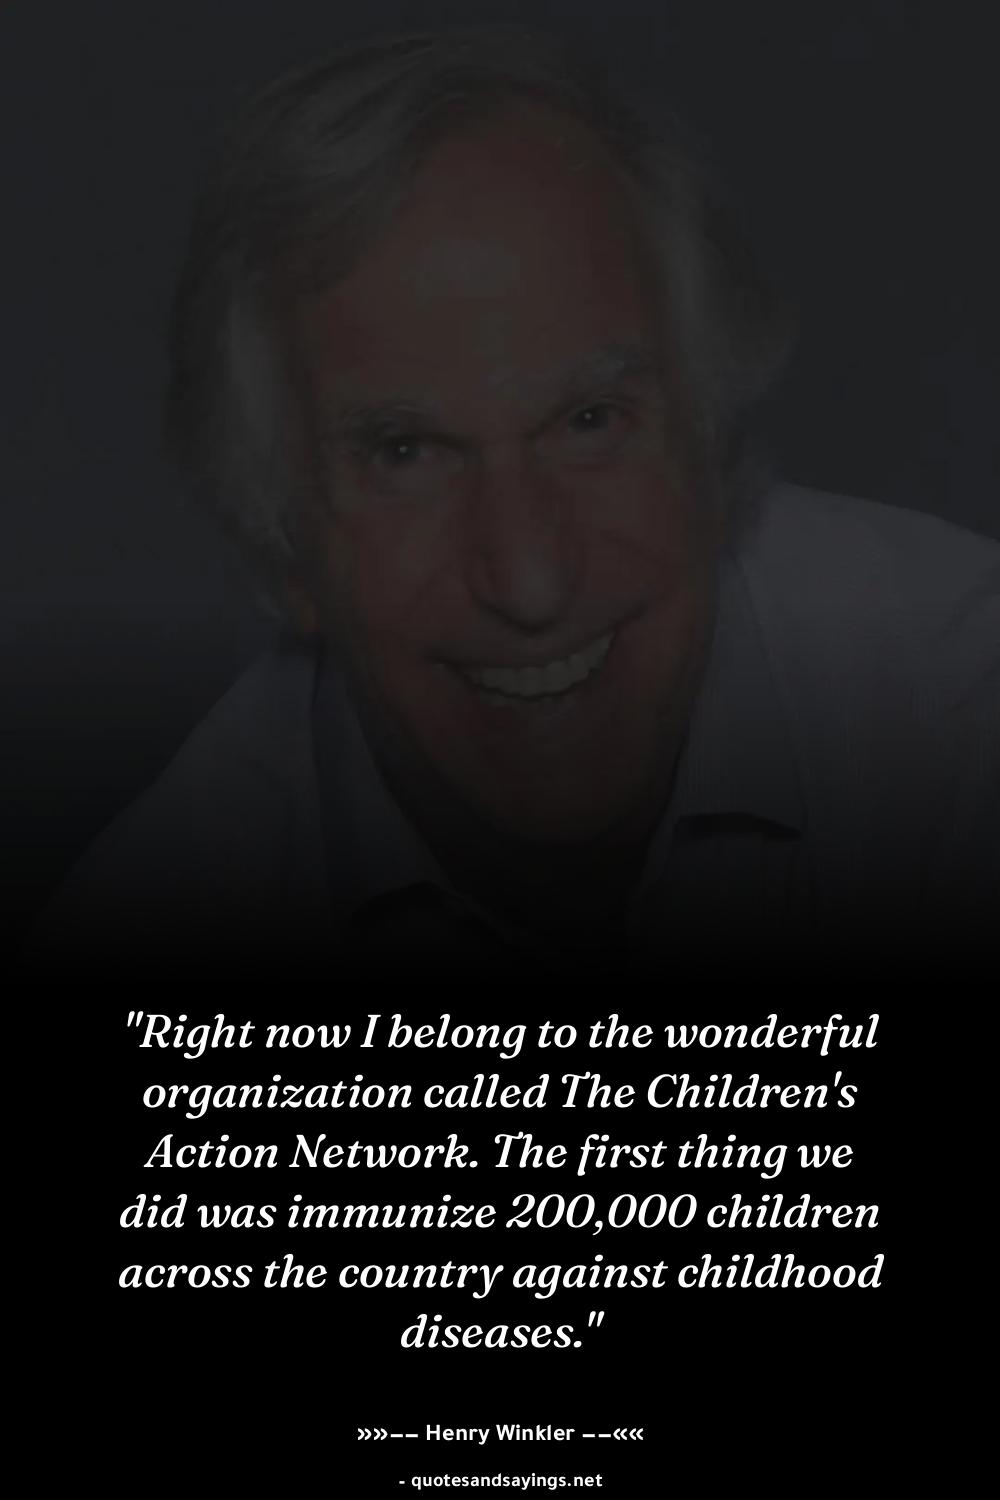 "Right now I belong to the wonderful
organization called The Children's
Action Network. The first thing we
did was immunize 200,000 children
across the country against childhood
diseases."
»»−− Henry Winkler −−««
- quotesandsayings.net